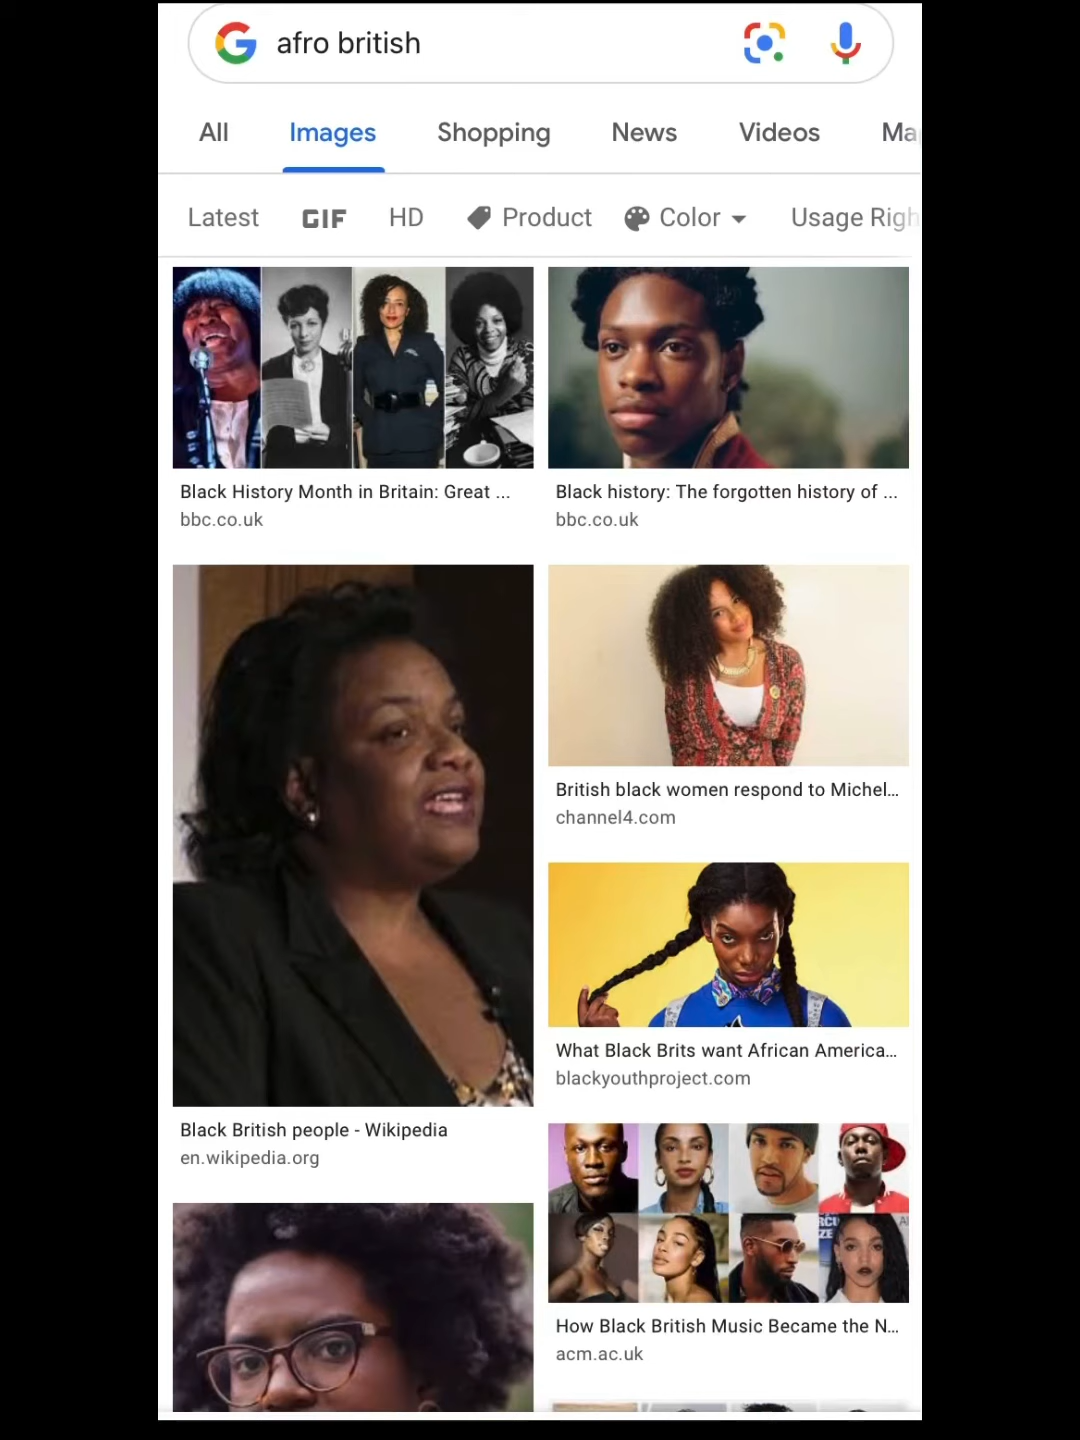 afro british
All Images Shopping News Videos Ma
Latest GIF HD Product Color Usage Righ
Black History Month in Britain: Great ...
bbc.co.uk
Black history: The forgotten history of ...
bbc.co.uk
British black women respond to Michel...
channel4.com
What Black Brits want African America...
blackyouthproject.com
Black British people - Wikipedia
en.wikipedia.org
How Black British Music Became the N...
acm.ac.uk